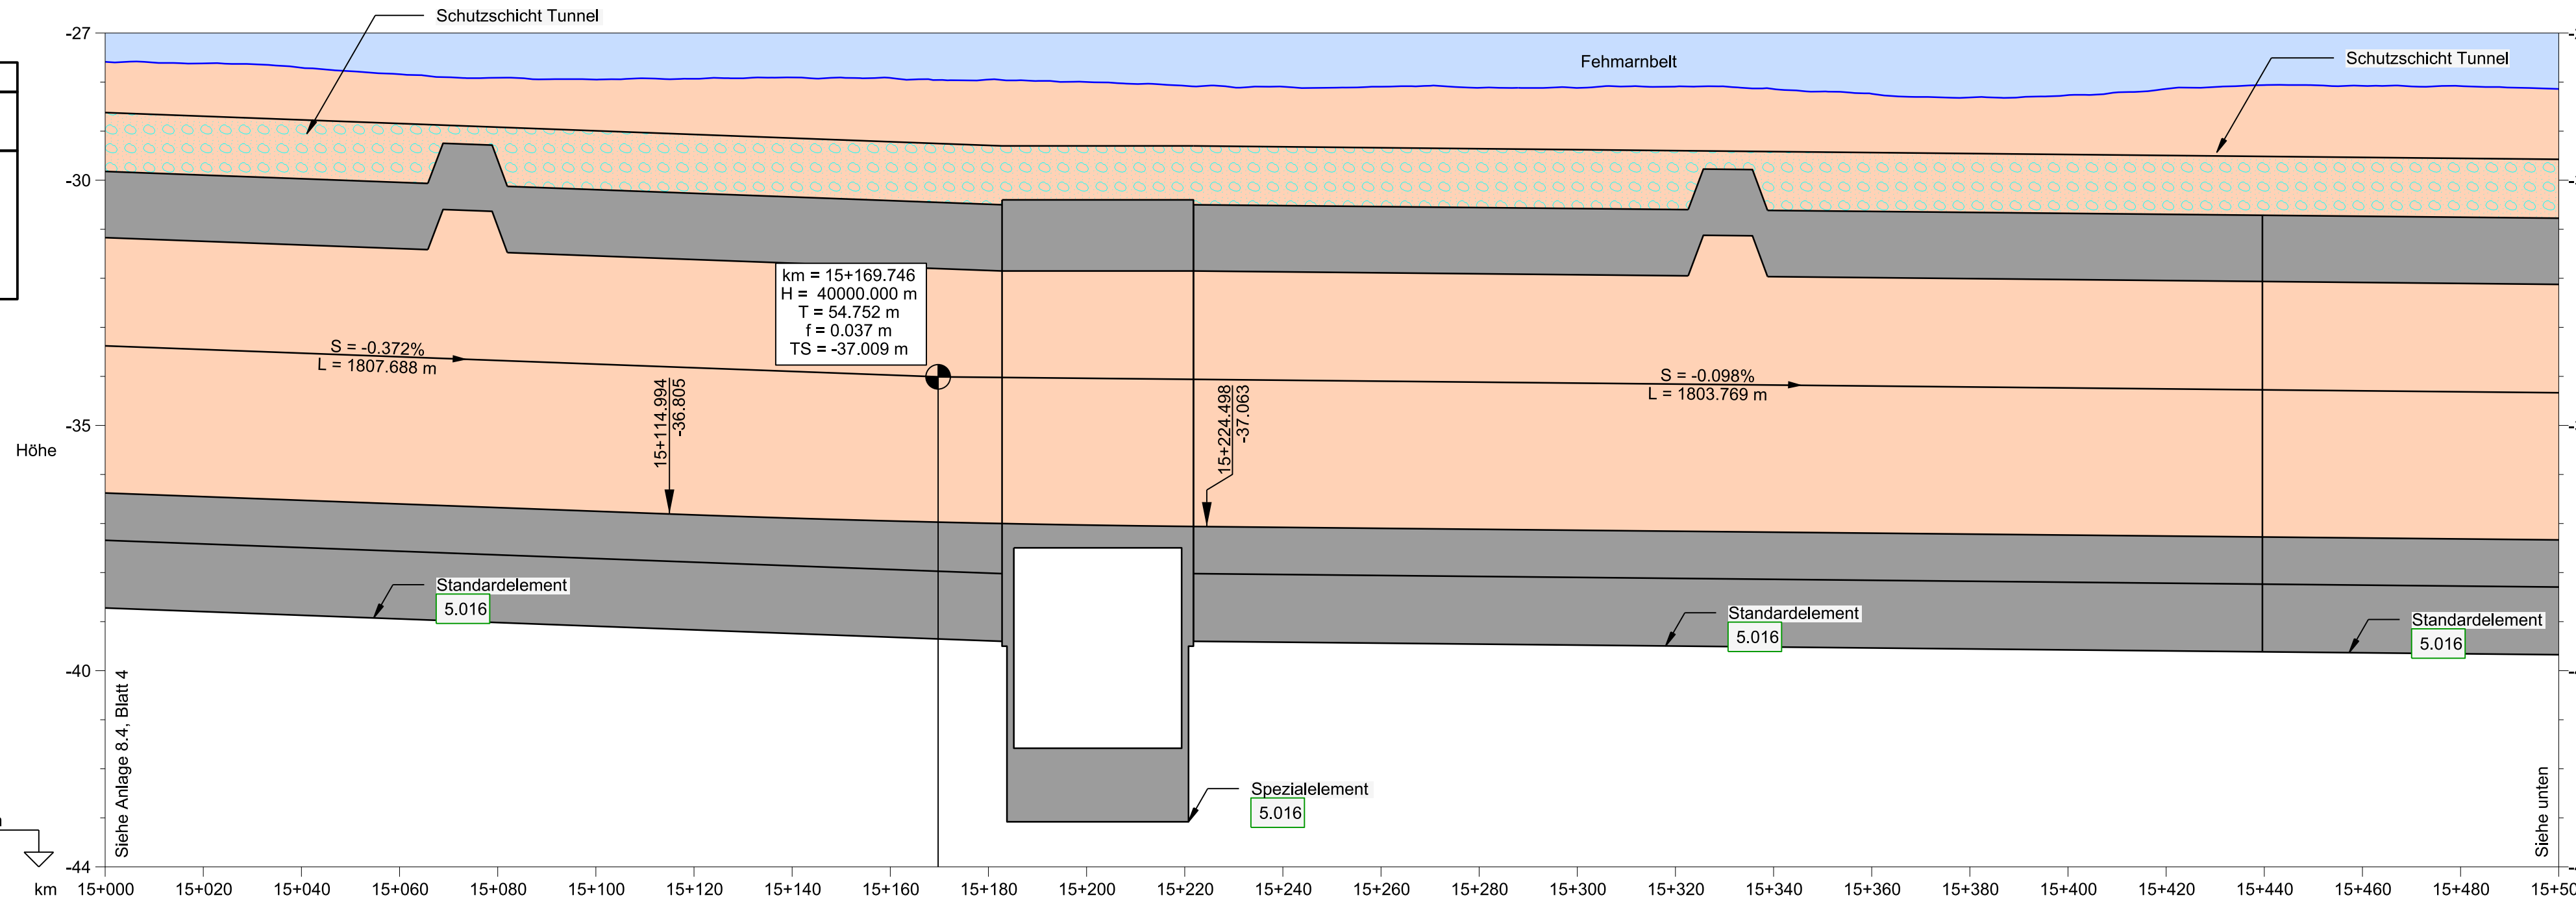 Schutzschicht Tunnel
-27
Fehmarnbelt
Schutzschicht Tunnel
-30
km = 15+169.746
H = 40000.000 m
T = 54.752 m
f = 0.037 m
TS = -37.009 m
S = -0.372%
L = 1807.688 m
S = -0.098%
L = 1803.769 m
15+114.994
-36.805
15+224.498
-37.063
-35
Höhe
Standardelement
5.016
Standardelement
5.016
Standardelement
5.016
-40
Siehe Anlage 8.4, Blatt 4
Spezialelement
5.016
Siehe unten
-44
km 15+000 15+020 15+040 15+060 15+080 15+100 15+120 15+140 15+160 15+180 15+200 15+220 15+240 15+260 15+280 15+300 15+320 15+340 15+360 15+380 15+400 15+420 15+440 15+460 15+480 15+50